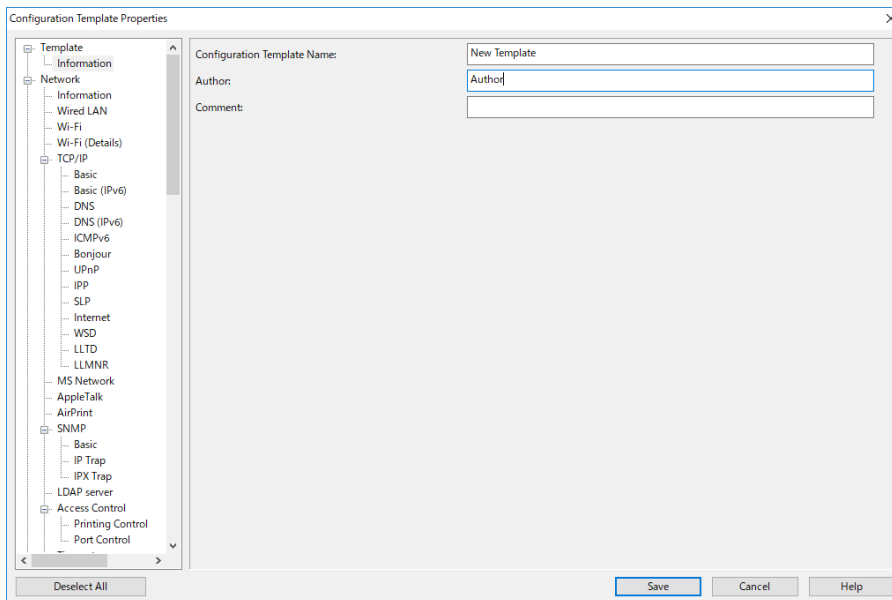 Configuration Template Properties
Template
Information
Network
Information
Wired LAN
Wi-Fi
Wi-Fi (Details)
TCP/IP
Basic
Basic (IPv6)
DNS
DNS (IPv6)
ICMPv6
Bonjour
UPnP
IPP
SLP
Internet
WSD
LLTD
LLMNR
MS Network
AppleTalk
AirPrint
SNMP
Basic
IP Trap
IPX Trap
LDAP server
Access Control
Printing Control
Port Control
Configuration Template Name: New Template
Author: Author
Comment:
Deselect All Save Cancel Help